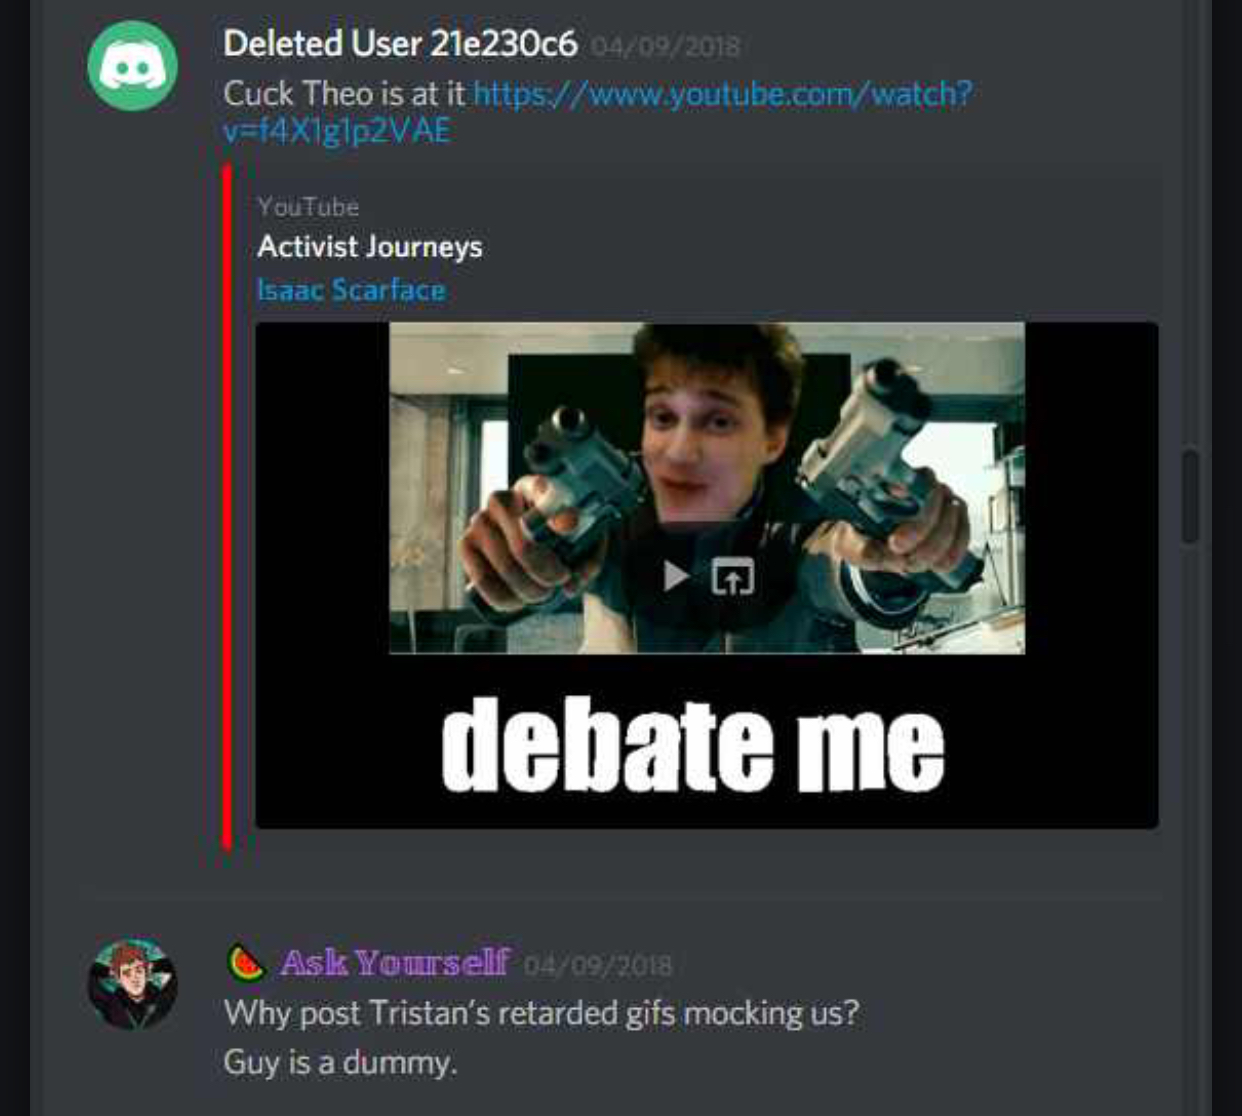 Deleted User 21e230c6 04/09/2018
Cuck Theo is at it https://www.youtube.com/watch?
v=f4X1g1p2VAE
YouTube
Activist Journeys
Isaac Scarface
debate me
Ask Yourself 04/09/2018
Why post Tristan's retarded gifs mocking us?
Guy is a dummy.